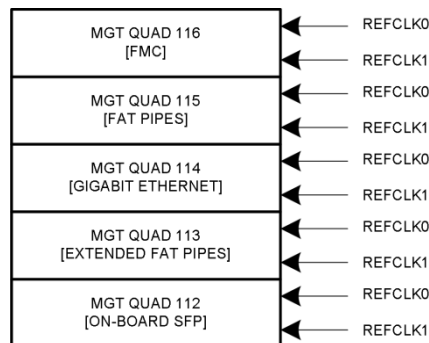 MGT QUAD 116
[FMC]
REFCLK0
REFCLK1
MGT QUAD 115
[FAT PIPES]
REFCLK0
REFCLK1
MGT QUAD 114
[GIGABIT ETHERNET]
REFCLK0
REFCLK1
MGT QUAD 113
[EXTENDED FAT PIPES]
REFCLK0
REFCLK1
MGT QUAD 112
[ON-BOARD SFP]
REFCLK0
REFCLK1